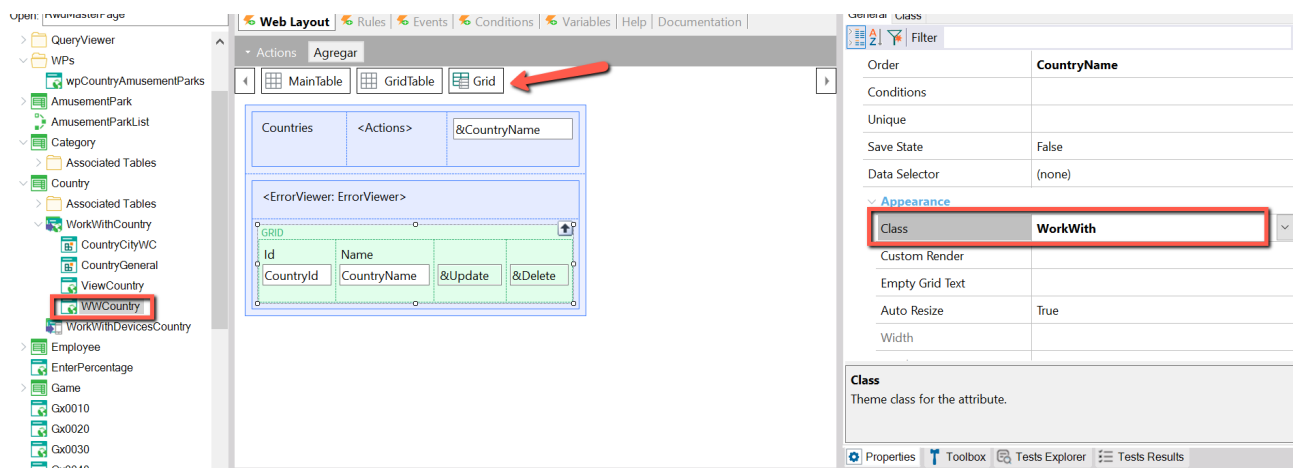 Open: RwdMasterPage
QueryViewer
WPs
wpCountryAmusementParks
AmusementPark
AmusementParkList
Category
Associated Tables
Country
Associated Tables
WorkWithCountry
CountryCityWC
CountryGeneral
ViewCountry
WWCountry
WorkWithDevicesCountry
Employee
EnterPercentage
Game
Gx0010
Gx0020
Gx0030
Gx0040
Web Layout Rules Events Conditions Variables Help Documentation
Actions Agregar
MainTable GridTable Grid
Countries <Actions> &CountryName
<ErrorViewer: ErrorViewer>
GRID
Id Name
CountryId CountryName &Update &Delete
General Class
Filter
Order CountryName
Conditions
Unique
Save State False
Data Selector (none)
Appearance
Class WorkWith
Custom Render
Empty Grid Text
Auto Resize True
Width
Class
Theme class for the attribute.
Properties Toolbox Tests Explorer Tests Results